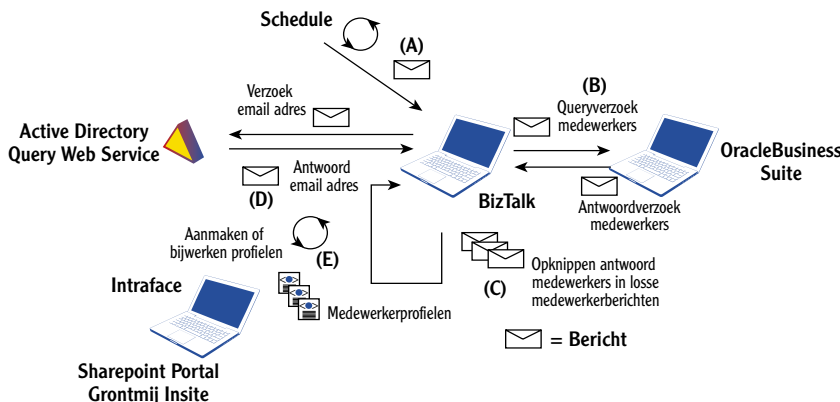 Schedule
(A)
Verzoek
email adres
(B)
Queryverzoek
medewerkers
Active Directory
Query Web Service
OracleBusiness
Suite
Antwoord
email adres
(D)
BizTalk
Antwoordverzoek
medewerkers
Aanmaken of
bijwerken profielen
(E)
Opknippen antwoord
medewerkers in losse
medewerkerberichten
(C)
Intraface
Medewerkerprofielen
= Bericht
Sharepoint Portal
Grontmij Insite